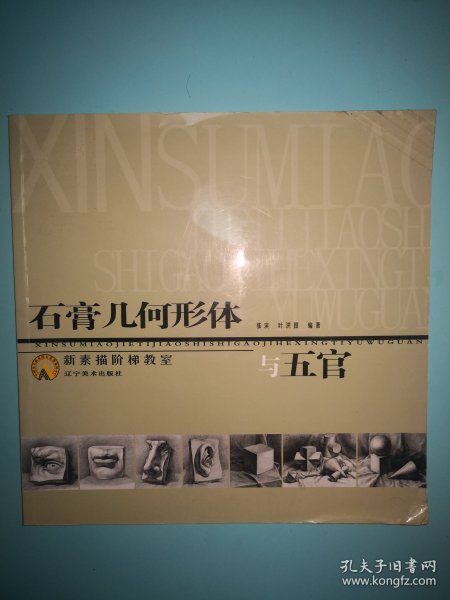 XINSUMIAO
JIETIJIAOSHI
SHIGAOJIHEXINGTI
YUWUGUAN
石膏几何形体
张宾 叶洪图 编著
XINSUMIAOJIETIJIAOSHISHIGAOJIHEXINGTIYUWUGUAN
新素描阶梯教室
辽宁美术出版社
与五官
孔夫子旧书网
www.kongfz.com